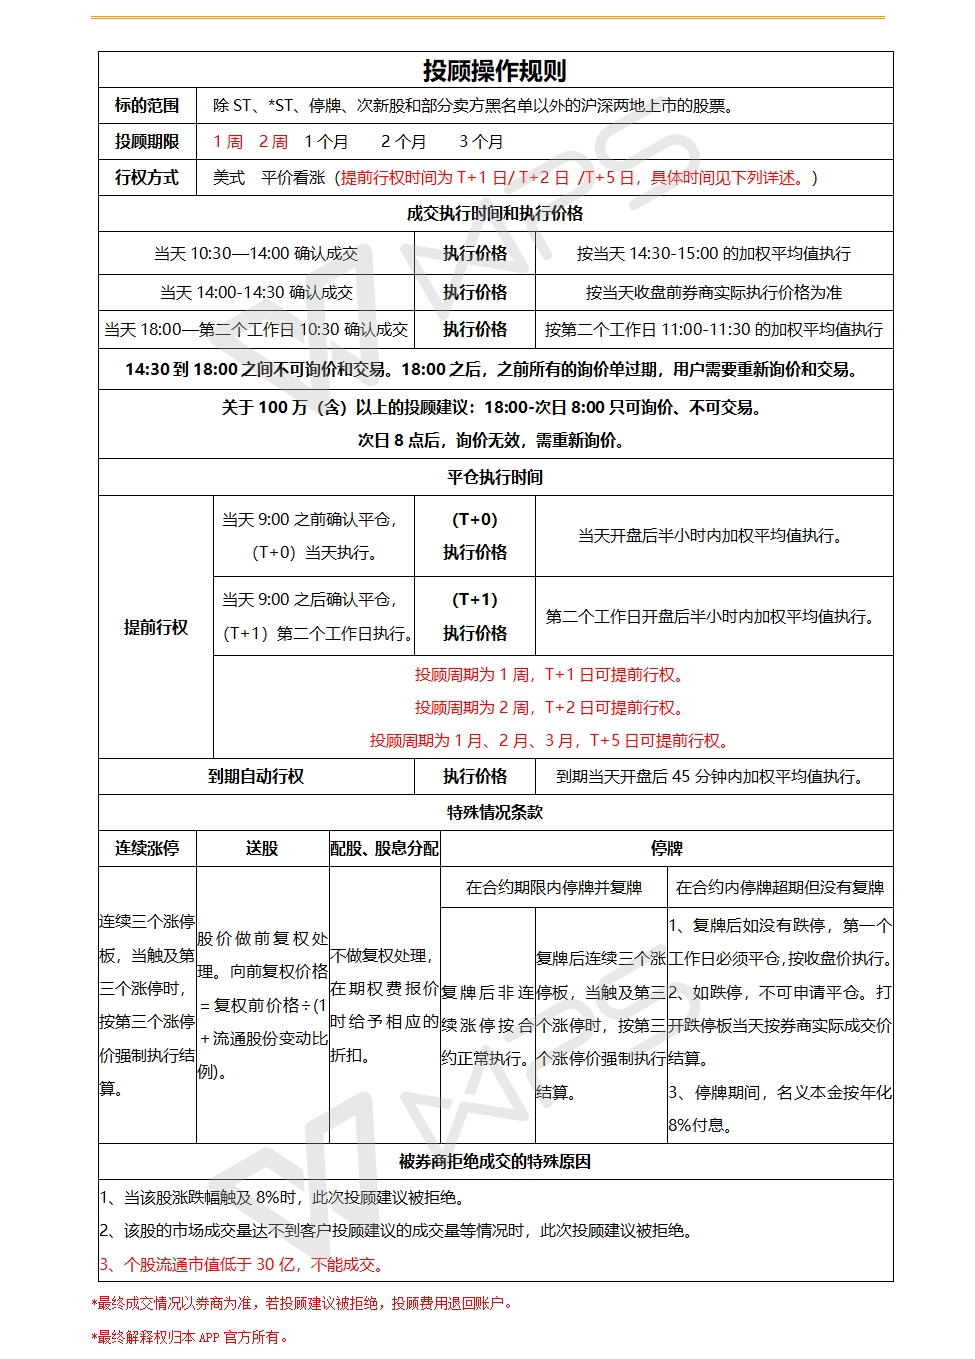 投顾操作规则
标的范围 除 ST、*ST、停牌、次新股和部分卖方黑名单以外的沪深两地上市的股票。
投顾期限 1 周 2 周 1 个月 2 个月 3 个月
行权方式 美式 平价看涨（提前行权时间为 T+1 日/ T+2 日 /T+5 日，具体时间见下列详述。）
成交执行时间和执行价格
当天 10:30—14:00 确认成交 执行价格 按当天 14:30-15:00 的加权平均值执行
当天 14:00-14:30 确认成交 执行价格 按当天收盘前券商实际执行价格为准
当天 18:00—第二个工作日 10:30 确认成交 执行价格 按第二个工作日 11:00-11:30 的加权平均值执行
14:30 到 18:00 之间不可询价和交易。18:00 之后，之前所有的询价单过期，用户需要重新询价和交易。
关于 100 万（含）以上的投顾建议：18:00-次日 8:00 只可询价、不可交易。
次日 8 点后，询价无效，需重新询价。
平仓执行时间
提前行权
当天 9:00 之前确认平仓，
（T+0）当天执行。
（T+0）
执行价格
当天开盘后半小时内加权平均值执行。
当天 9:00 之后确认平仓，
（T+1）第二个工作日执行。
（T+1）
执行价格
第二个工作日开盘后半小时内加权平均值执行。
投顾周期为 1 周，T+1 日可提前行权。
投顾周期为 2 周，T+2 日可提前行权。
投顾周期为 1 月、2 月、3 月，T+5 日可提前行权。
到期自动行权 执行价格 到期当天开盘后 45 分钟内加权平均值执行。
特殊情况条款
连续涨停 送股 配股、股息分配 停牌
连续三个涨停
板，当触及第
三个涨停时，
按第三个涨停
价强制执行结
算。
股价做前复权处
理。向前复权价格
＝复权前价格÷(1
＋流通股份变动比
例)。
不做复权处理，
在期权费报价
时给予相应的
折扣。
在合约期限内停牌并复牌
复牌后非连
续涨停按合
约正常执行。
复牌后连续三个涨
停板，当触及第三
个涨停时，按第三
个涨停价强制执行
结算。
在合约内停牌超期但没有复牌
1、复牌后如没有跌停，第一个
工作日必须平仓，按收盘价执行。
2、如跌停，不可申请平仓。打
开跌停板当天按券商实际成交价
结算。
3、停牌期间，名义本金按年化
8%付息。
被券商拒绝成交的特殊原因
1、当该股涨跌幅触及 8%时，此次投顾建议被拒绝。
2、该股的市场成交量达不到客户投顾建议的成交量等情况时，此次投顾建议被拒绝。
3、个股流通市值低于 30 亿，不能成交。
*最终成交情况以券商为准，若投顾建议被拒绝，投顾费用退回账户。
*最终解释权归本 APP 官方所有。